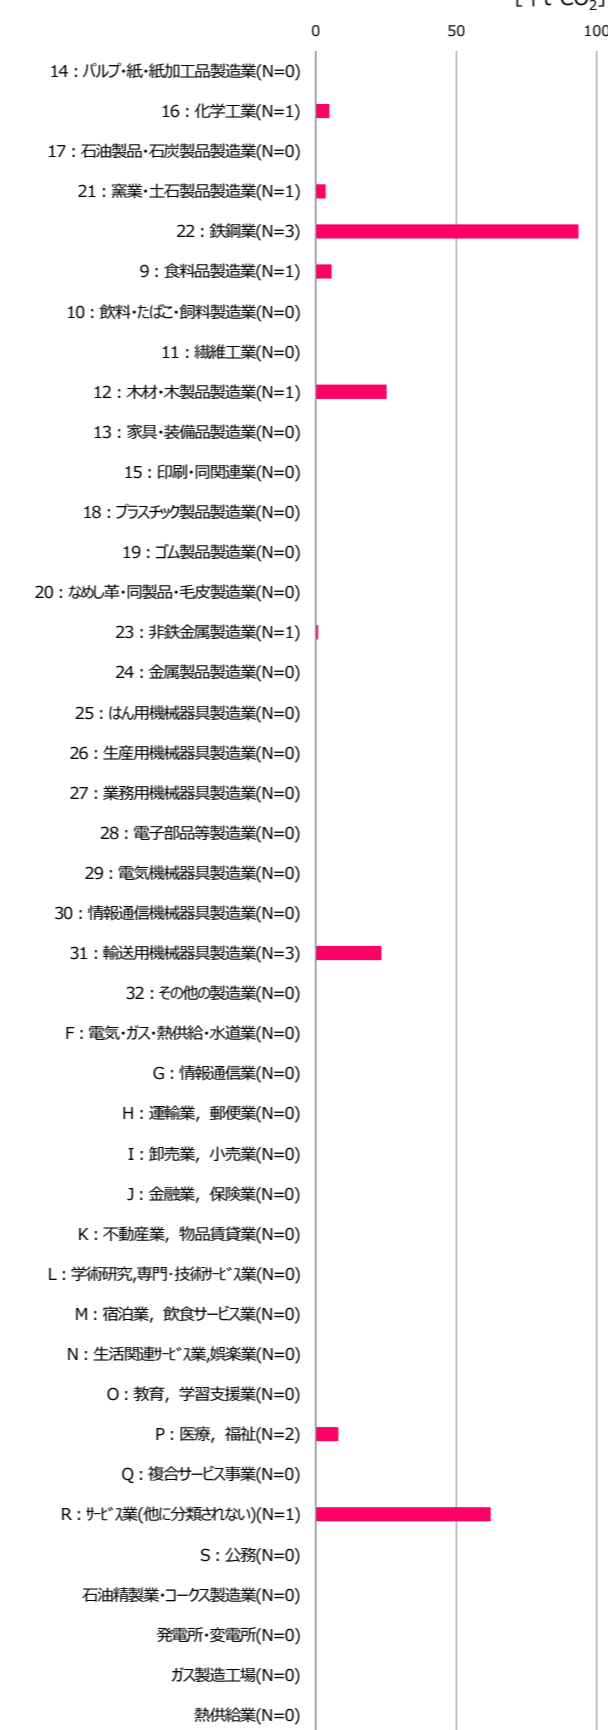 [千t-CO2]
0 50 100
14：パルプ・紙・紙加工品製造業(N=0)
16：化学工業(N=1)
17：石油製品・石炭製品製造業(N=0)
21：窯業・土石製品製造業(N=1)
22：鉄鋼業(N=3)
9：食料品製造業(N=1)
10：飲料・たばこ・飼料製造業(N=0)
11：繊維工業(N=0)
12：木材・木製品製造業(N=1)
13：家具・装備品製造業(N=0)
15：印刷・同関連業(N=0)
18：プラスチック製品製造業(N=0)
19：ゴム製品製造業(N=0)
20：なめし革・同製品・毛皮製造業(N=0)
23：非鉄金属製造業(N=1)
24：金属製品製造業(N=0)
25：はん用機械器具製造業(N=0)
26：生産用機械器具製造業(N=0)
27：業務用機械器具製造業(N=0)
28：電子部品等製造業(N=0)
29：電気機械器具製造業(N=0)
30：情報通信機械器具製造業(N=0)
31：輸送用機械器具製造業(N=3)
32：その他の製造業(N=0)
F：電気・ガス・熱供給・水道業(N=0)
G：情報通信業(N=0)
H：運輸業，郵便業(N=0)
I：卸売業，小売業(N=0)
J：金融業，保険業(N=0)
K：不動産業，物品賃貸業(N=0)
L：学術研究,専門・技術ｻｰﾋﾞｽ業(N=0)
M：宿泊業，飲食サービス業(N=0)
N：生活関連ｻｰﾋﾞｽ業,娯楽業(N=0)
O：教育，学習支援業(N=0)
P：医療，福祉(N=2)
Q：複合サービス事業(N=0)
R：ｻｰﾋﾞｽ業(他に分類されない)(N=1)
S：公務(N=0)
石油精製業・コークス製造業(N=0)
発電所・変電所(N=0)
ガス製造工場(N=0)
熱供給業(N=0)